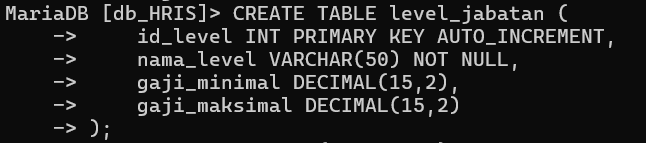 MariaDB [db_HRIS]> CREATE TABLE level_jabatan (
    ->     id_level INT PRIMARY KEY AUTO_INCREMENT,
    ->     nama_level VARCHAR(50) NOT NULL,
    ->     gaji_minimal DECIMAL(15,2),
    ->     gaji_maksimal DECIMAL(15,2)
    -> );